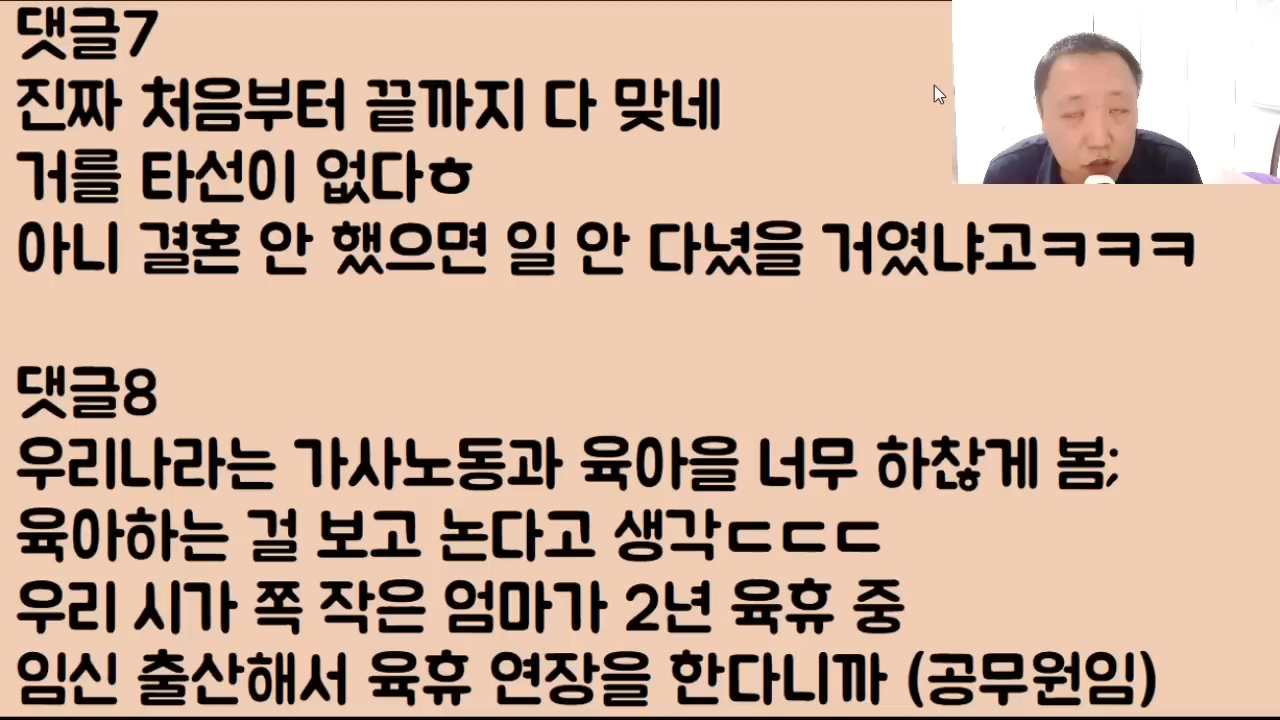 댓글7
진짜 처음부터 끝까지 다 맞네
거를 타선이 없다ㅎ
아니 결혼 안 했으면 일 안 다녔을 거였냐고ㅋㅋㅋ
댓글8
우리나라는 가사노동과 육아을 너무 하찮게 봄;
육아하는 걸 보고 논다고 생각ㄷㄷㄷ
우리 시가 쪽 작은 엄마가 2년 육휴 중
임신 출산해서 육휴 연장을 한다니까 (공무원임)